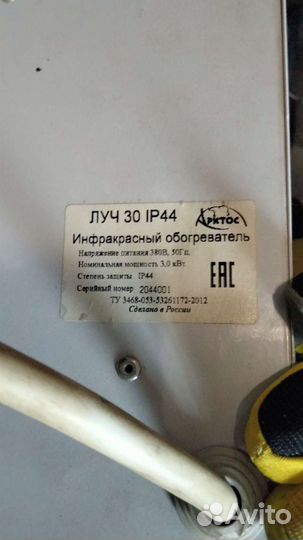 ЛУЧ 30 IP44
АРКТОС
Инфракрасный обогреватель
Напряжение питания 380В, 50Гц.
Номинальная мощность 3,0 кВт
Степень защиты IP44
Серийный номер 2044001
ТУ 3468-053-53261172-2012
Сделано в России
EAC
Avito